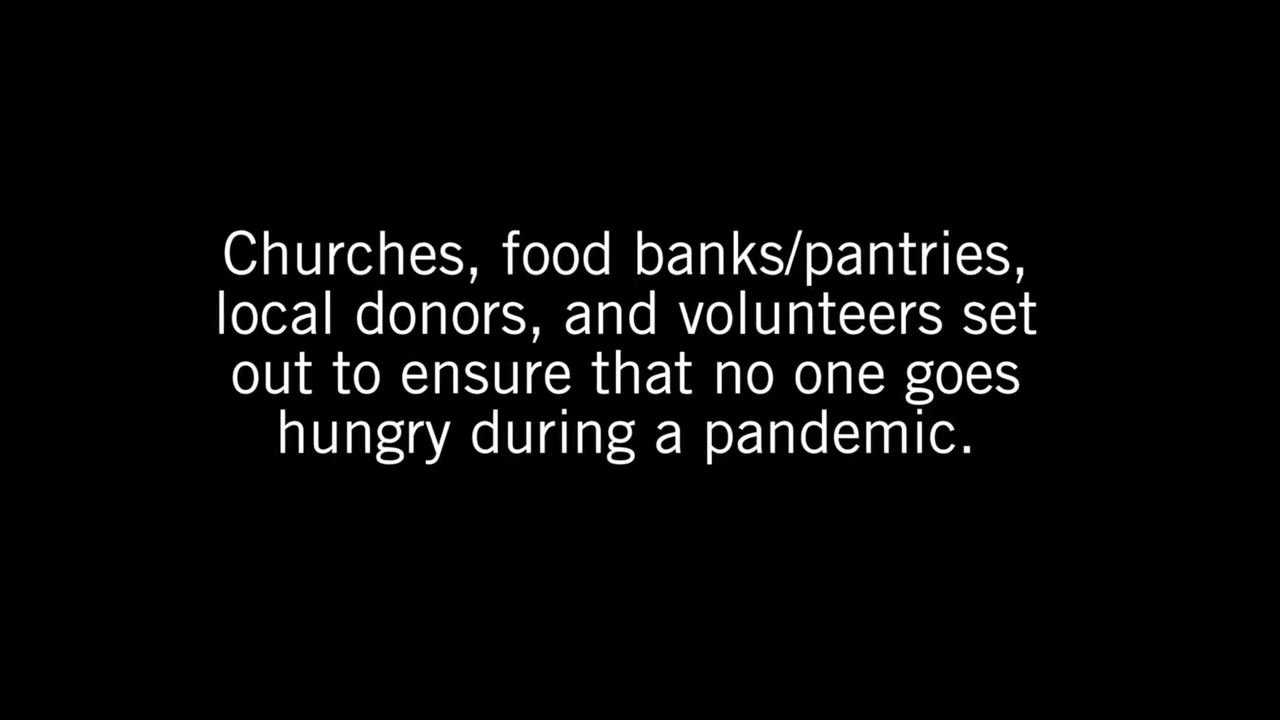 Churches, food banks/pantries,
local donors, and volunteers set
out to ensure that no one goes
hungry during a pandemic.